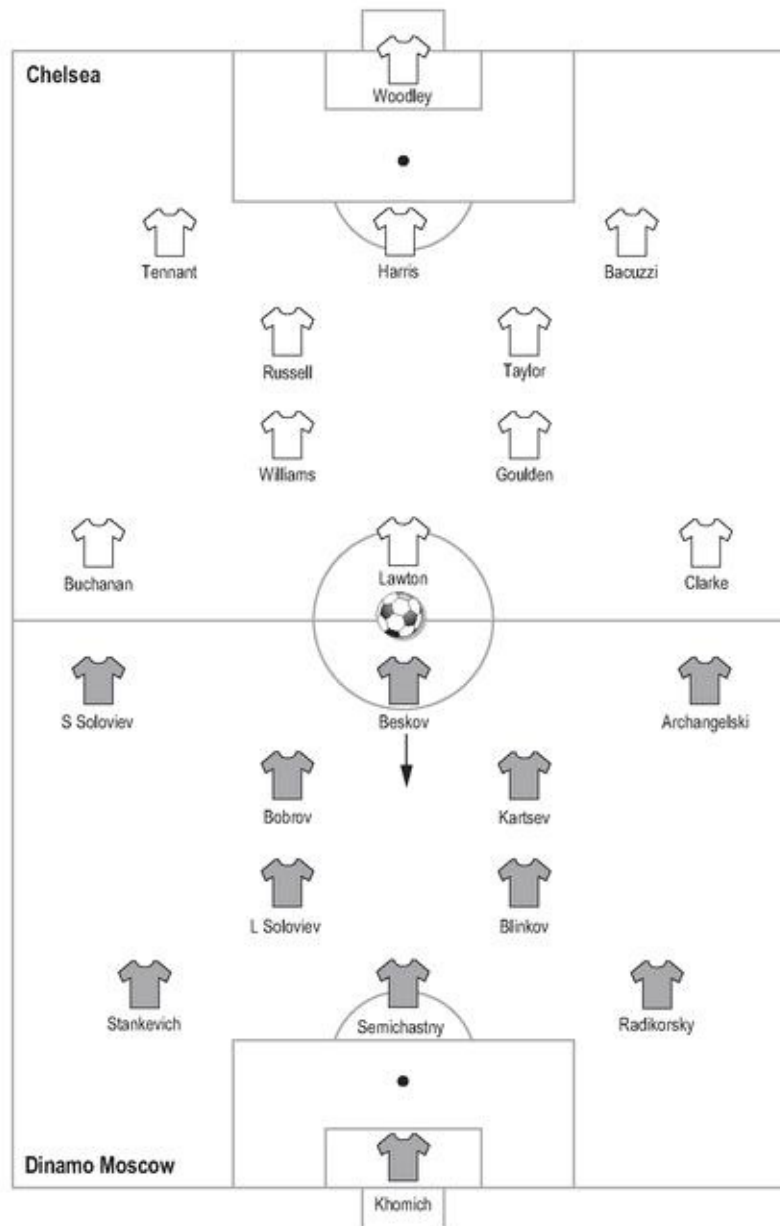 Chelsea
Woodley
Tennant
Harris
Bacuzzi
Russell
Taylor
Williams
Goulden
Buchanan
Lawton
Clarke
S Soloviev
Beskov
Archangelski
Bobrov
Kartsev
L Soloviev
Blinkov
Stankevich
Semichastny
Radikorsky
Dinamo Moscow
Khomich